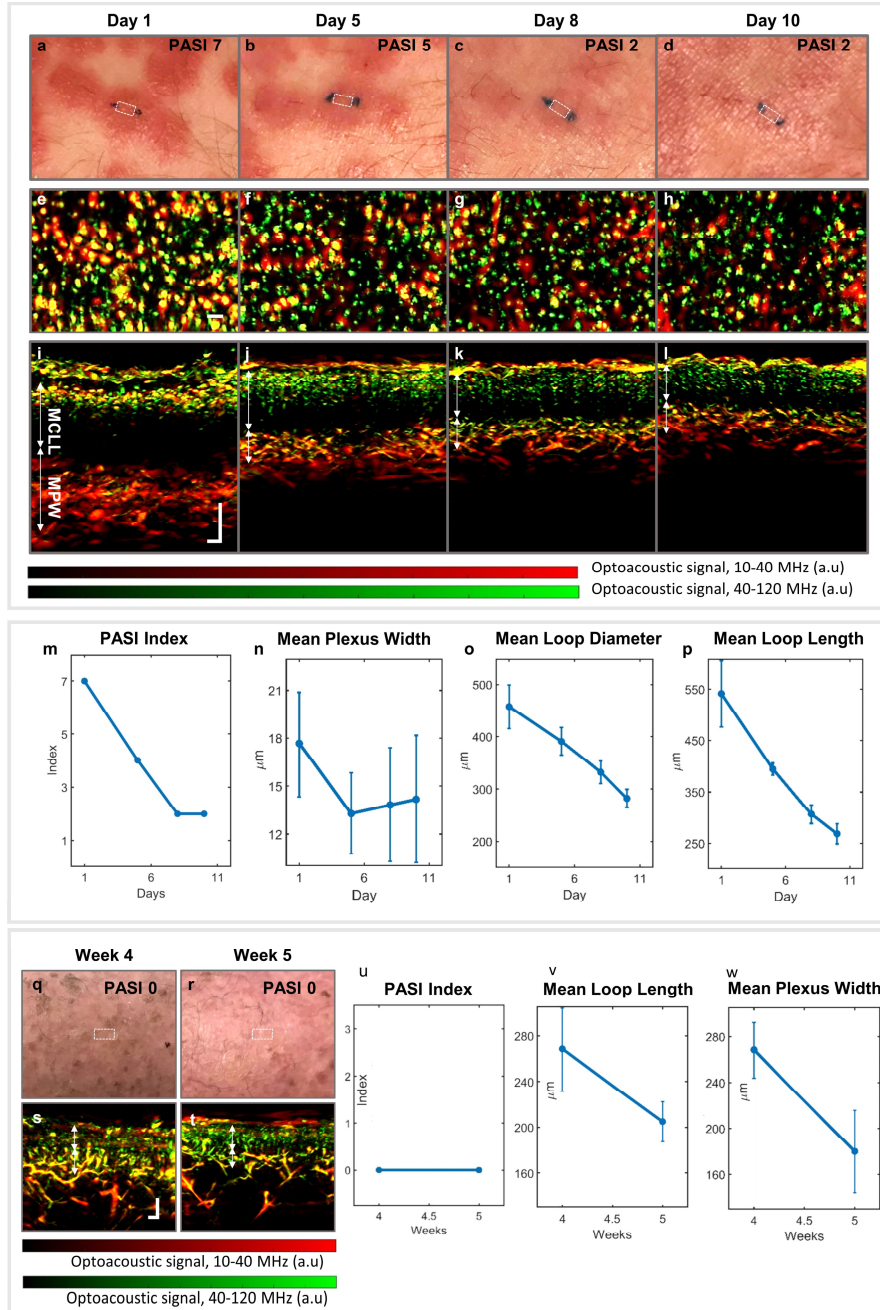 Day 1 Day 5 Day 8 Day 10
a PASI 7 b PASI 5 c PASI 2 d PASI 2
e f g h
i j k l
MCLL
MPW
Optoacoustic signal, 10-40 MHz (a.u)
Optoacoustic signal, 40-120 MHz (a.u)
m PASI Index
Index
7
5
3
1
1 6 11
Days
n Mean Plexus Width
μm
21
18
15
12
1 6 11
Day
o Mean Loop Diameter
μm
500
400
300
200
1 6 11
Day
p Mean Loop Length
μm
550
450
350
250
1 6 11
Day
Week 4 Week 5
q PASI 0 r PASI 0
s t
Optoacoustic signal, 10-40 MHz (a.u)
Optoacoustic signal, 40-120 MHz (a.u)
u
PASI Index
Index
3
2
1
0
4 4.5 5
Weeks
v
Mean Loop Length
μm
280
240
200
160
4 4.5 5
Weeks
w
Mean Plexus Width
μm
280
240
200
160
4 4.5 5
Weeks